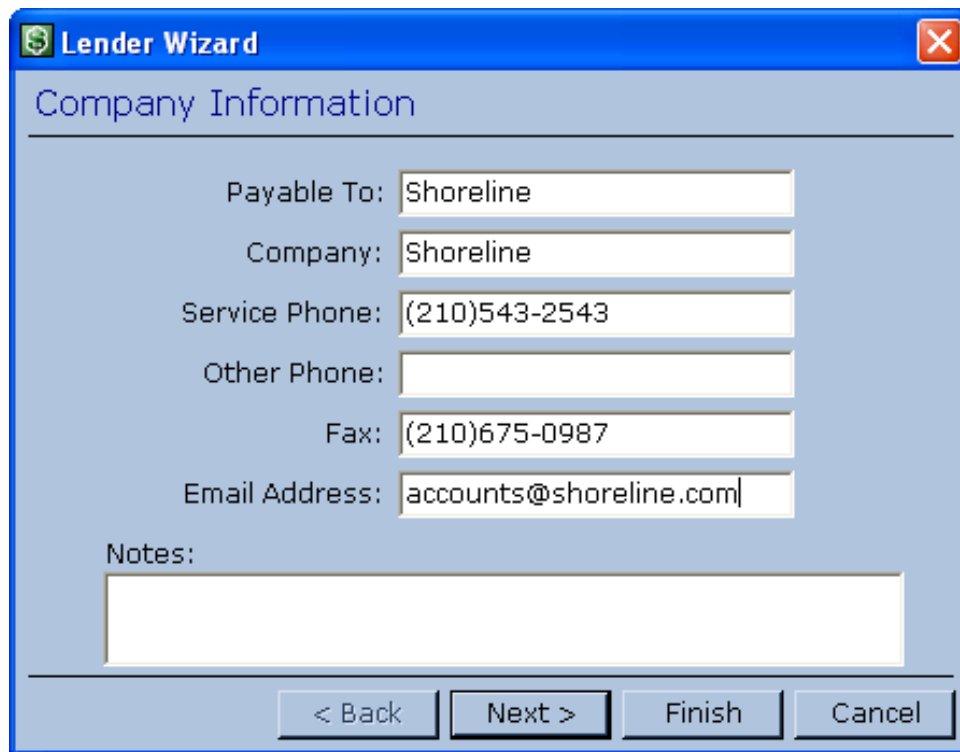 Lender Wizard
Company Information
Payable To: Shoreline
Company: Shoreline
Service Phone: (210)543-2543
Other Phone:
Fax: (210)675-0987
Email Address: accounts@shoreline.com
Notes:
< Back Next > Finish Cancel